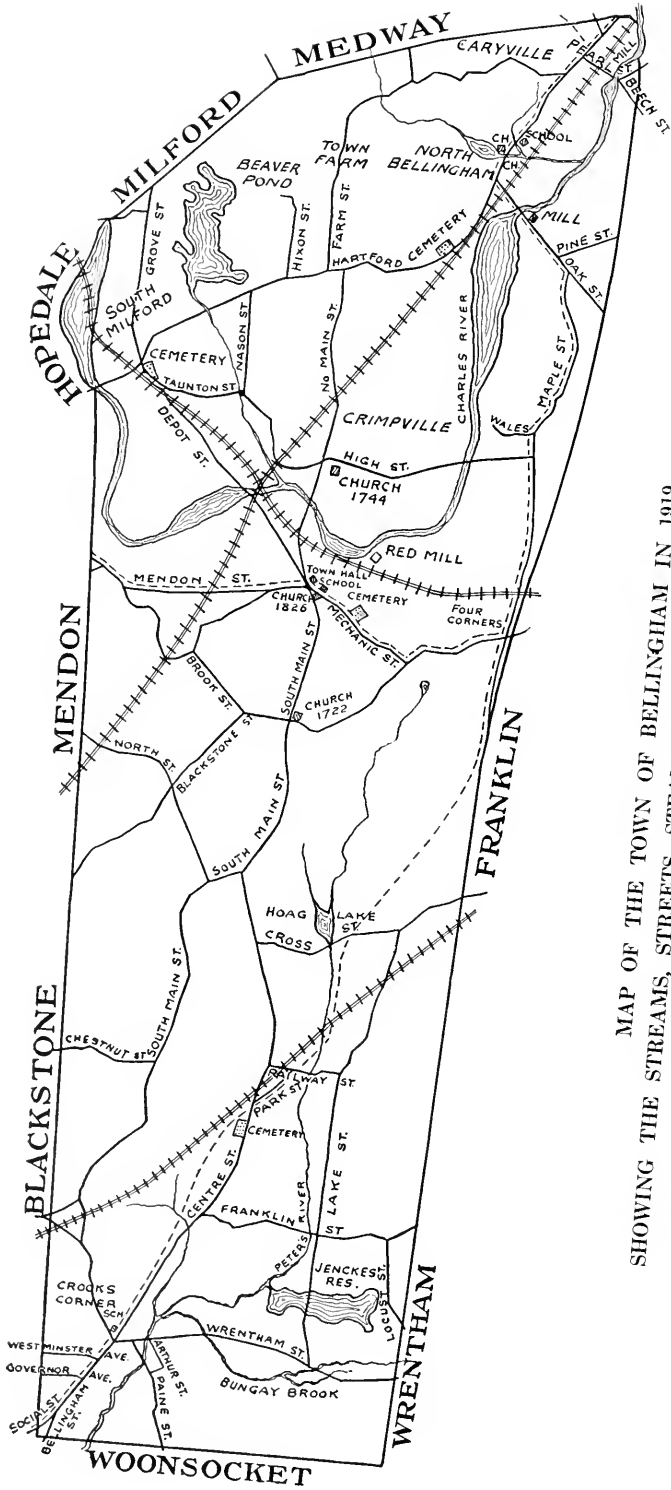 MEDWAY
CARYVILLE
PEARL ST.
MILL
BEECH ST.
MILFORD
TOWN
FARM
NORTH
BELLINGHAM
CH.
SCHOOL
CH.
BEAVER
POND
GROVE ST
HIXON ST.
FARM ST.
CEMETERY
MILL
PINE ST.
OAK ST.
HARTFORD
HOPEDALE
SOUTH
MILFORD
NASON ST.
NO MAIN ST.
CHARLES RIVER
MAPLE ST
CEMETERY
TAUNTON ST.
DEPOT ST.
CRIMPVILLE
WALES
HIGH ST.
CHURCH
1744
RED MILL
MENDON ST.
TOWN HALL
SCHOOL
CHURCH
1826
CEMETERY
MECHANIC ST.
FOUR
CORNERS
MENDON
BROOK ST.
SOUTH MAIN ST
CHURCH
1722
NORTH ST.
BLACKSTONE ST
FRANKLIN
SOUTH MAIN ST
HOAG
LAKE
ST.
CROSS
SOUTH MAIN ST.
CHESTNUT ST
BLACKSTONE
RAILWAY ST.
PARK ST.
CEMETERY
CENTRE ST.
LAKE ST.
FRANKLIN ST
PETER'S RIVER
JENCKES
RES.
LOCUST ST.
CROOKS
CORNER
SCH
WRENTHAM ST.
WESTMINSTER AVE.
GOVERNOR AVE.
ARTHUR ST.
PAINE ST.
BUNGAY BROOK
SOCIAL ST.
BELLINGHAM
ST.
WRENTHAM
WOONSOCKET
MAP OF THE TOWN OF BELLINGHAM IN 1919
SHOWING THE STREAMS, STREETS,